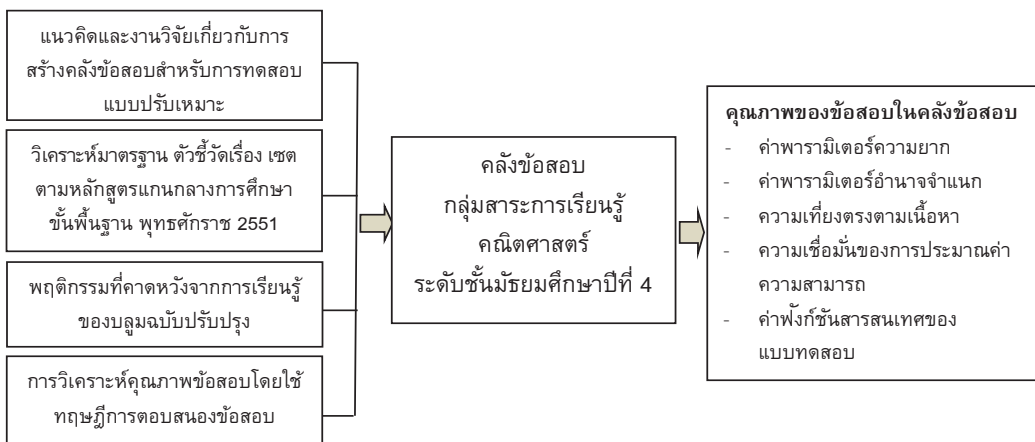 แนวคิดและงานวิจัยเกี่ยวกับการ
สร้างคลังข้อสอบสำหรับการทดสอบ
แบบปรับเหมาะ
วิเคราะห์มาตรฐาน ตัวชี้วัดเรื่อง เซต
ตามหลักสูตรแกนกลางการศึกษา
ขั้นพื้นฐาน พุทธศักราช 2551
พฤติกรรมที่คาดหวังจากการเรียนรู้
ของบลูมฉบับปรับปรุง
การวิเคราะห์คุณภาพข้อสอบโดยใช้
ทฤษฎีการตอบสนองข้อสอบ
คลังข้อสอบ
กลุ่มสาระการเรียนรู้
คณิตศาสตร์
ระดับชั้นมัธยมศึกษาปีที่ 4
คุณภาพของข้อสอบในคลังข้อสอบ
- ค่าพารามิเตอร์ความยาก
- ค่าพารามิเตอร์อำนาจจำแนก
- ความเที่ยงตรงตามเนื้อหา
- ความเชื่อมั่นของการประมาณค่า
ความสามารถ
- ค่าฟังก์ชันสารสนเทศของ
แบบทดสอบ